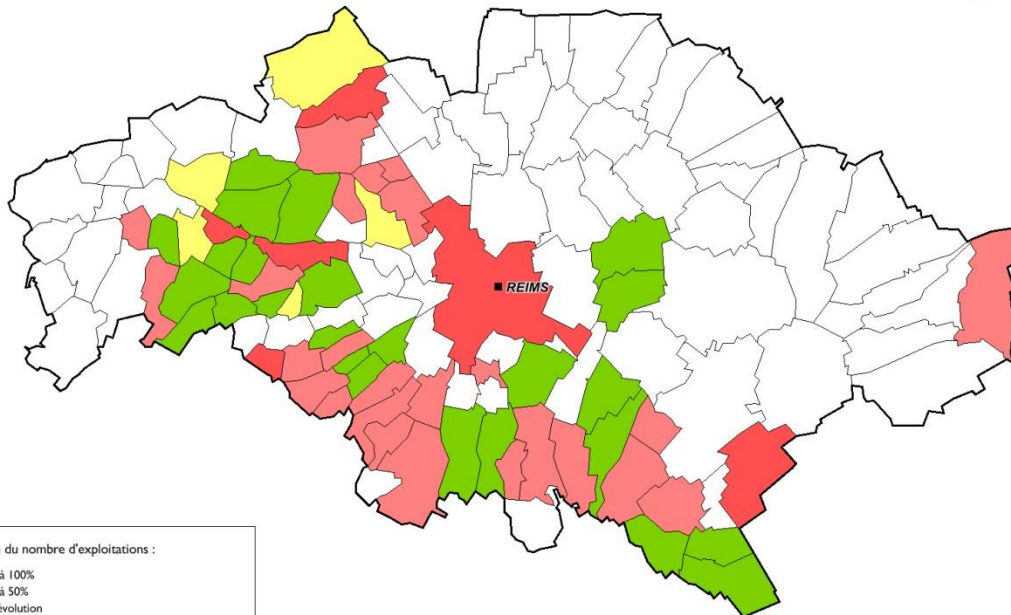 REIMS
du nombre d'exploitations :
à 100%
à 50%
évolution